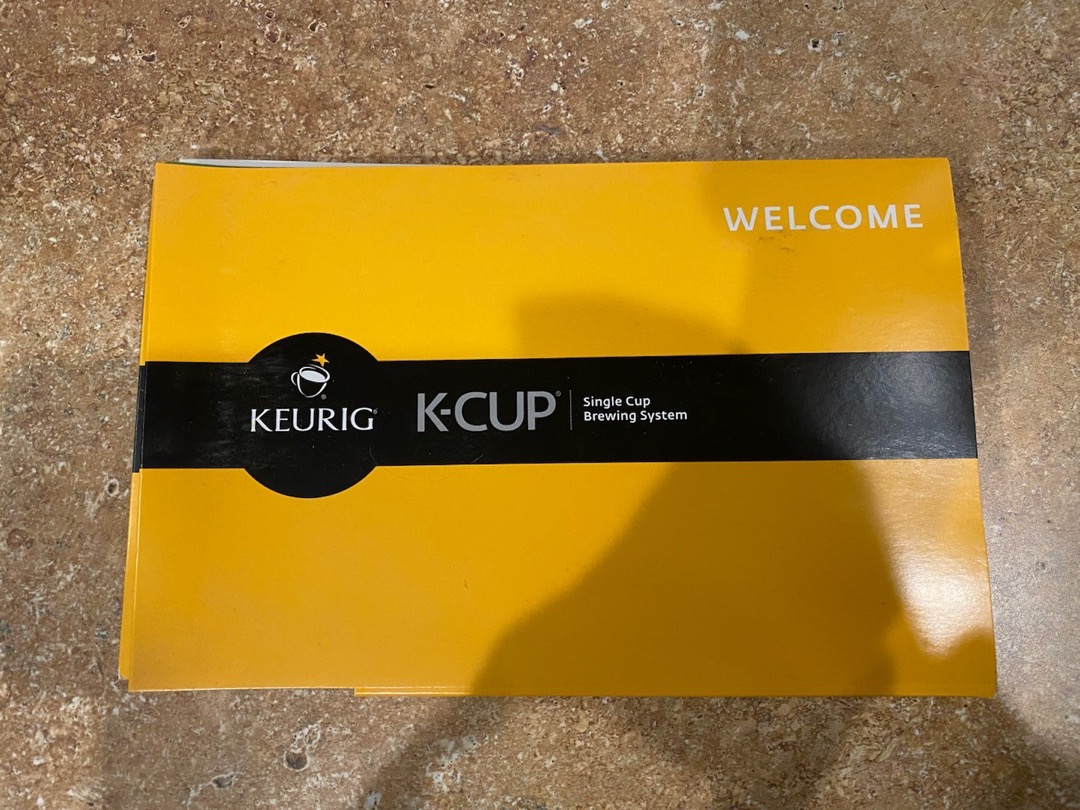 WELCOME
KEURIG®
K-CUP®
Single Cup
Brewing System